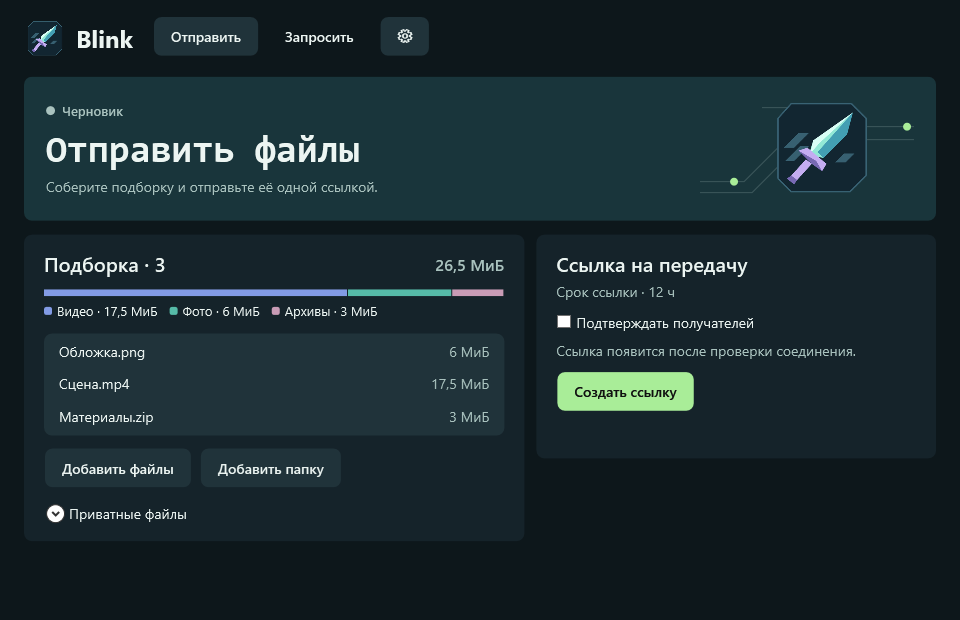 Blink
Отправить
Запросить
Черновик
Отправить файлы
Соберите подборку и отправьте её одной ссылкой.
Подборка · 3
26,5 МиБ
Видео · 17,5 МиБ
Фото · 6 МиБ
Архивы · 3 МиБ
Обложка.png
6 МиБ
Сцена.mp4
17,5 МиБ
Материалы.zip
3 МиБ
Добавить файлы
Добавить папку
Приватные файлы
Ссылка на передачу
Срок ссылки · 12 ч
Подтверждать получателей
Ссылка появится после проверки соединения.
Создать ссылку